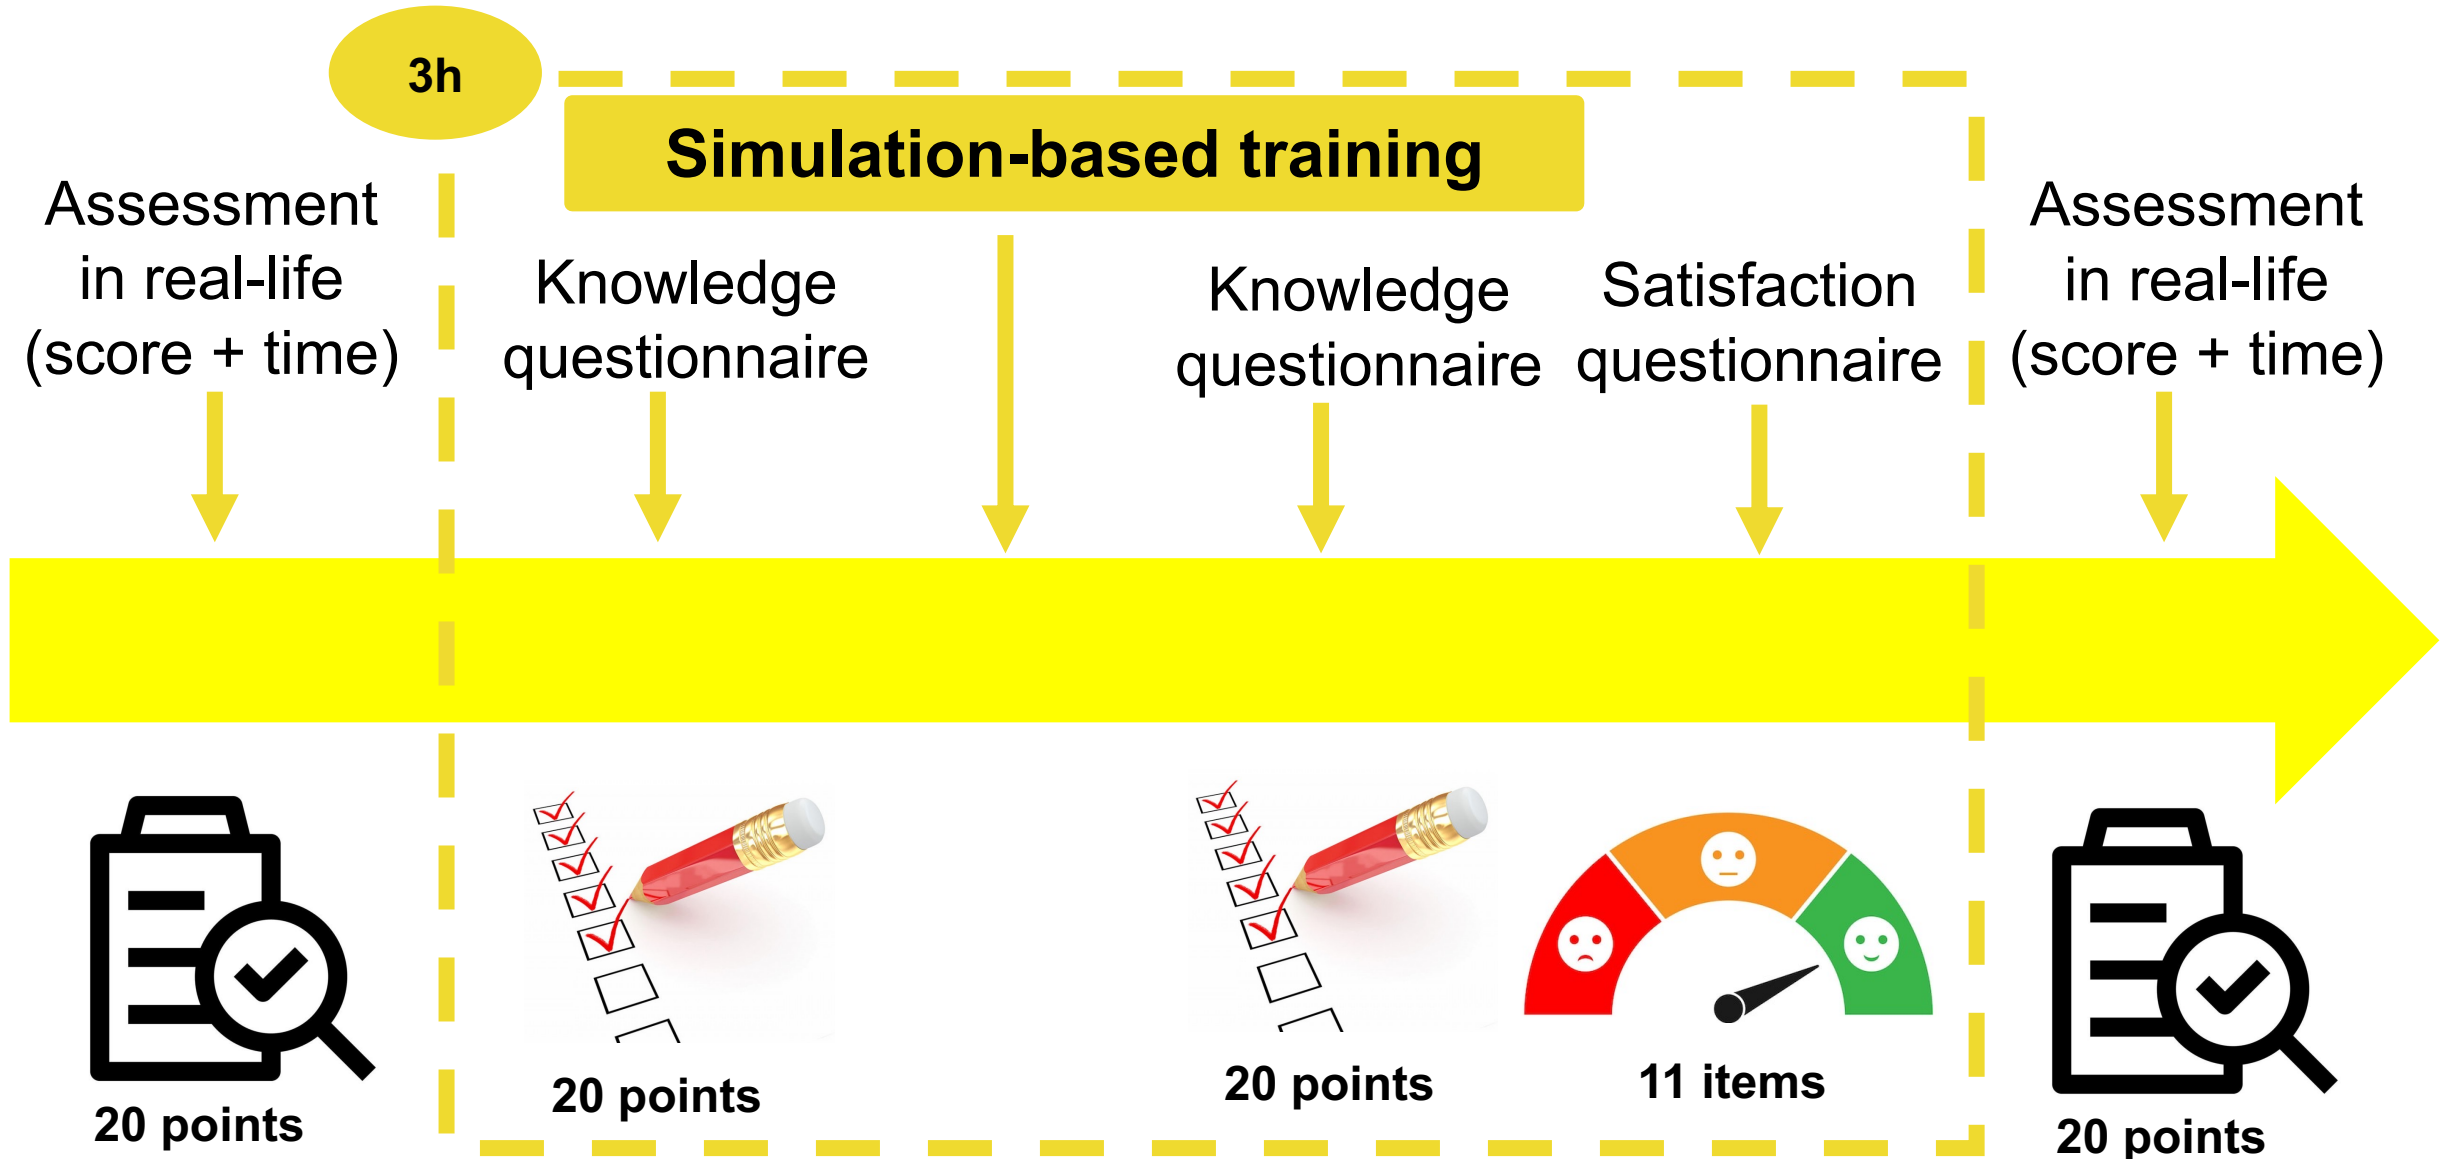 3h
Simulation-based training
Assessment
in real-life
(score + time)
Knowledge
questionnaire
Knowledge
questionnaire
Satisfaction
questionnaire
Assessment
in real-life
(score + time)
20 points
20 points
20 points
11 items
20 points